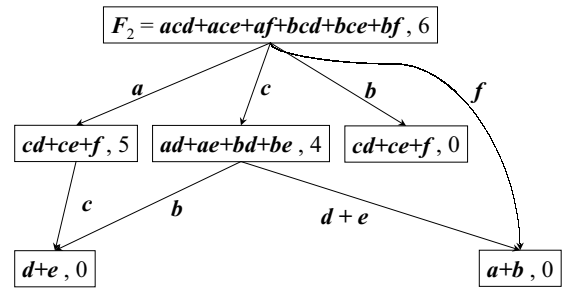 F₂ = acd+ace+af+bcd+bce+bf , 6
a
c
b
f
cd+ce+f , 5
ad+ae+bd+be , 4
cd+ce+f , 0
c
b
d + e
d+e , 0
a+b , 0